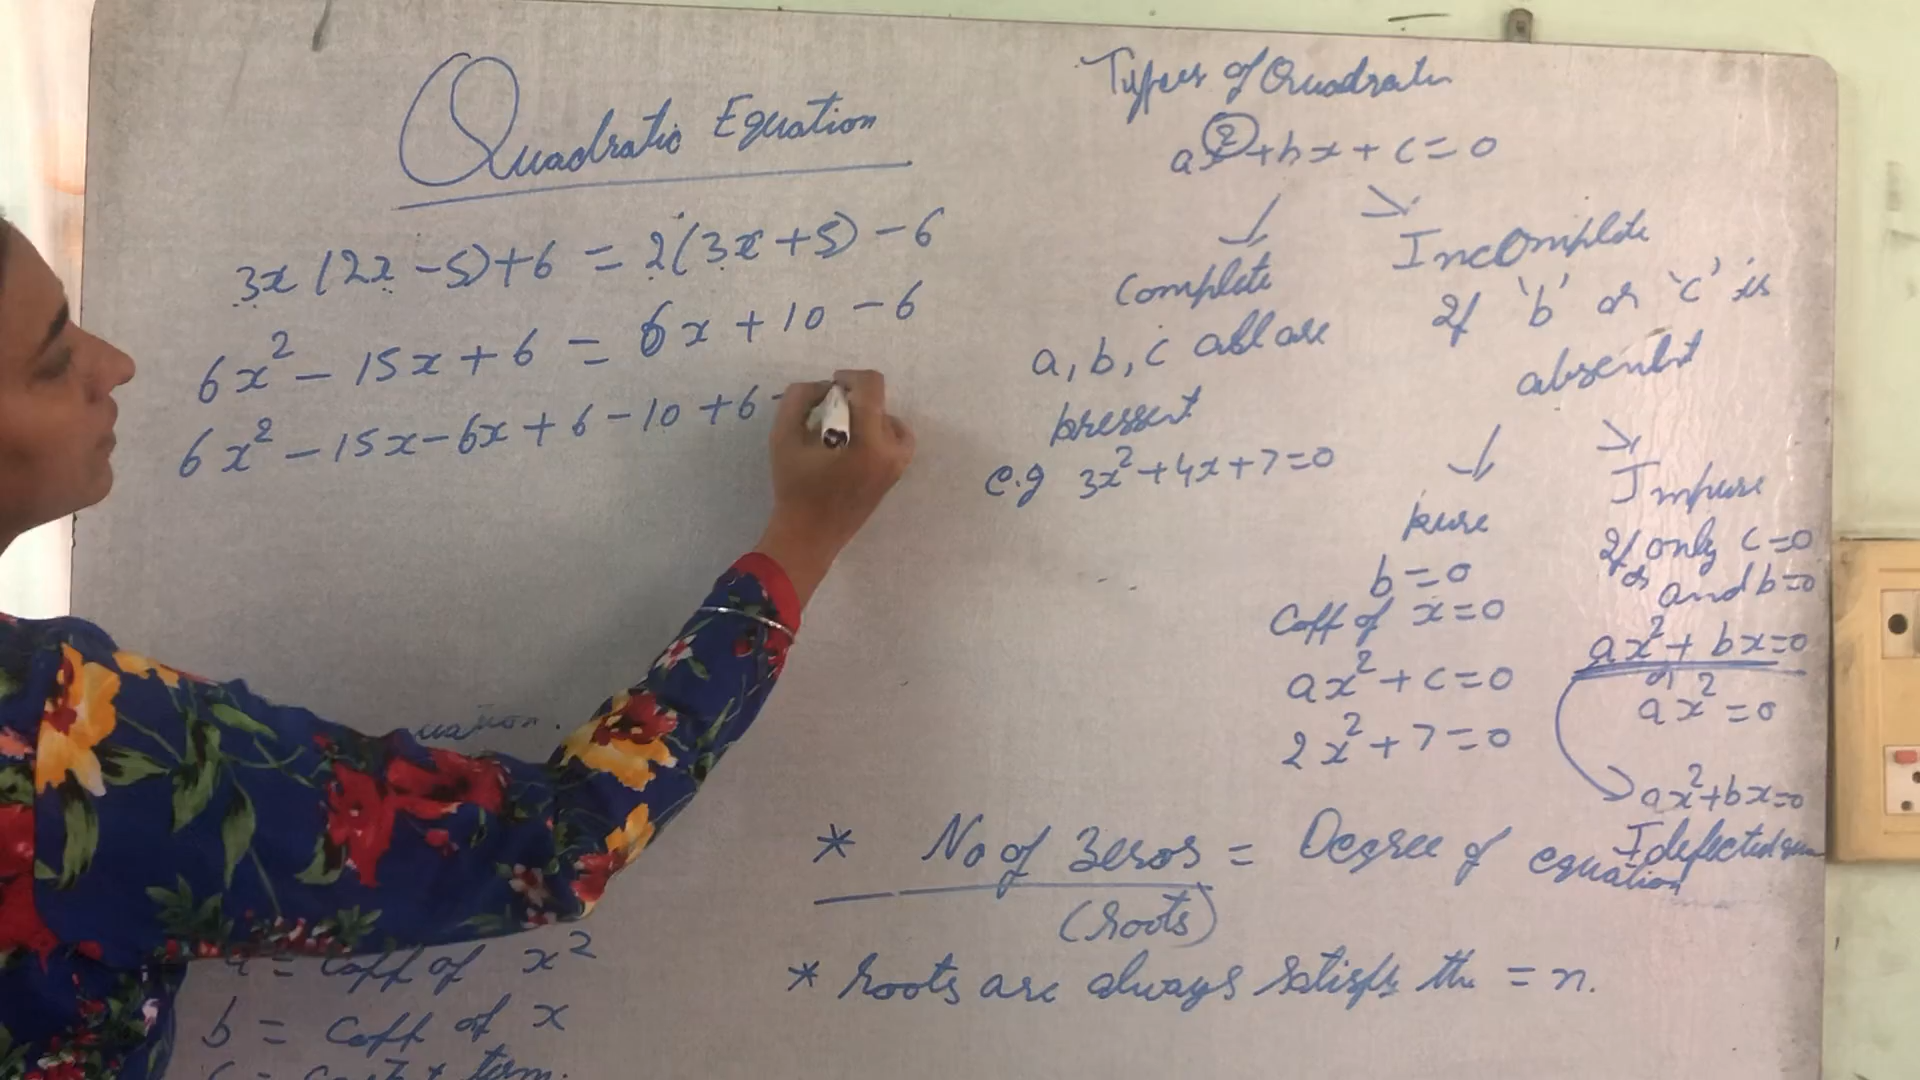 Quadratic Equation
3x (2x - 5) + 6 = 2(3x + 5) - 6
6x² - 15x + 6 = 6x + 10 - 6
6x² - 15x - 6x + 6 - 10 + 6
uation.
a = Coff of x²
b = Coff of x
Types of Quadratic
ax² + bx + c = 0
Complete
a, b, c all are
present
e.g 3x² + 4x + 7 = 0
Incomplete
If 'b' or 'c' is
absent
pure
b = 0
Coff of x = 0
ax² + c = 0
2x² + 7 = 0
Impure
If only c = 0
or and b = 0
ax² + bx = 0
or
ax² = 0
ax² + bx = 0
* No of Zeros = Degree of equation
(roots)
* Roots are always satisfy the = n.